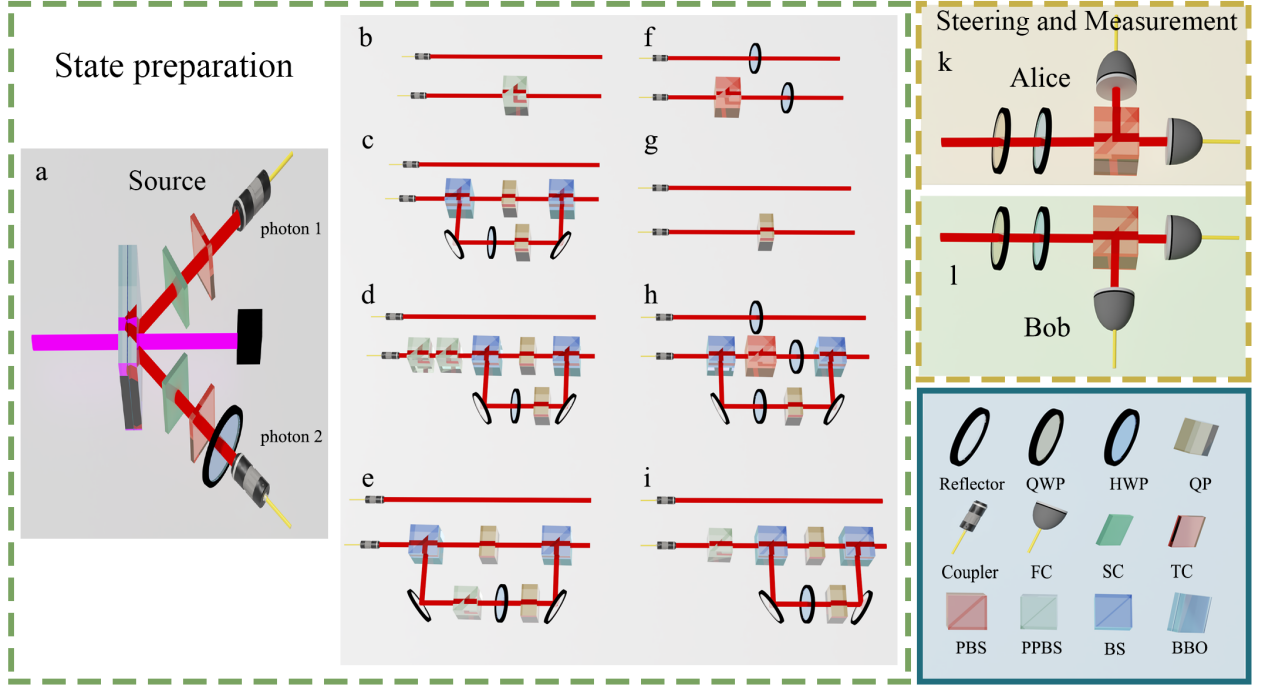 State preparation
a
Source
photon 1
photon 2
b
c
d
e
f
g
h
i
Steering and Measurement
k
Alice
l
Bob
Reflector QWP HWP QP
Coupler FC SC TC
PBS PPBS BS BBO